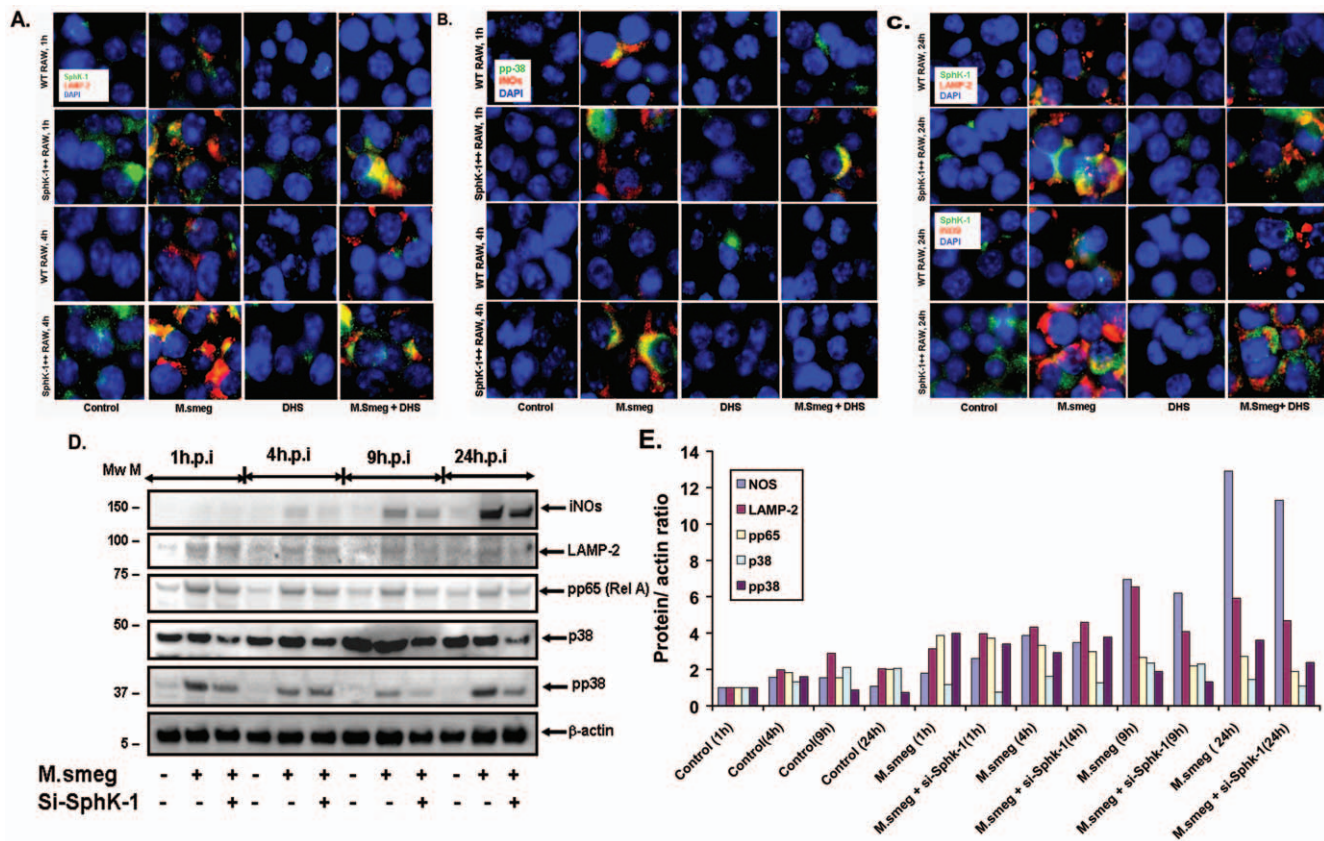 A.
WT RAW, 1h
SphK-1
LAMP-2
DAPI
SphK-1++ RAW, 1h
WT RAW, 4h
SphK-1++ RAW, 4h
Control
M.smeg
DHS
M.Smeg + DHS
B.
WT RAW, 1h
pp-38
iNOs
DAPI
SphK-1++ RAW, 1h
WT RAW, 4h
SphK-1++ RAW, 4h
Control
M.smeg
DHS
M.Smeg + DHS
C.
WT RAW, 24h
SphK-1
LAMP-2
DAPI
SphK-1++ RAW, 24h
WT RAW, 24h
SphK-1
iNOS
DAPI
SphK-1++ RAW, 24h
Control
M.smeg
DHS
M.Smeg+ DHS
D.
1h.p.i 4h.p.i 9h.p.i 24h.p.i
Mw M
150 –
iNOs
100 –
LAMP-2
75 –
pp65 (Rel A)
50 –
p38
37 –
pp38
β-actin
5 –
M.smeg - + + - + + - + + - + +
Si-SphK-1 + + + +
E.
Protein/ actin ratio
14
12
10
8
6
4
2
0
NOS
LAMP-2
pp65
p38
pp38
Control (1h)
Control(4h)
Control (9h)
Control (24h)
M.smeg (1h)
M.smeg + si-Sphk-1(1h)
M.smeg (4h)
M.smeg + si-Sphk-1(4h)
M.smeg (9h)
M.smeg + si-Sphk-1(9h)
M.smeg ( 24h)
M.smeg + si-Sphk-1(24h)